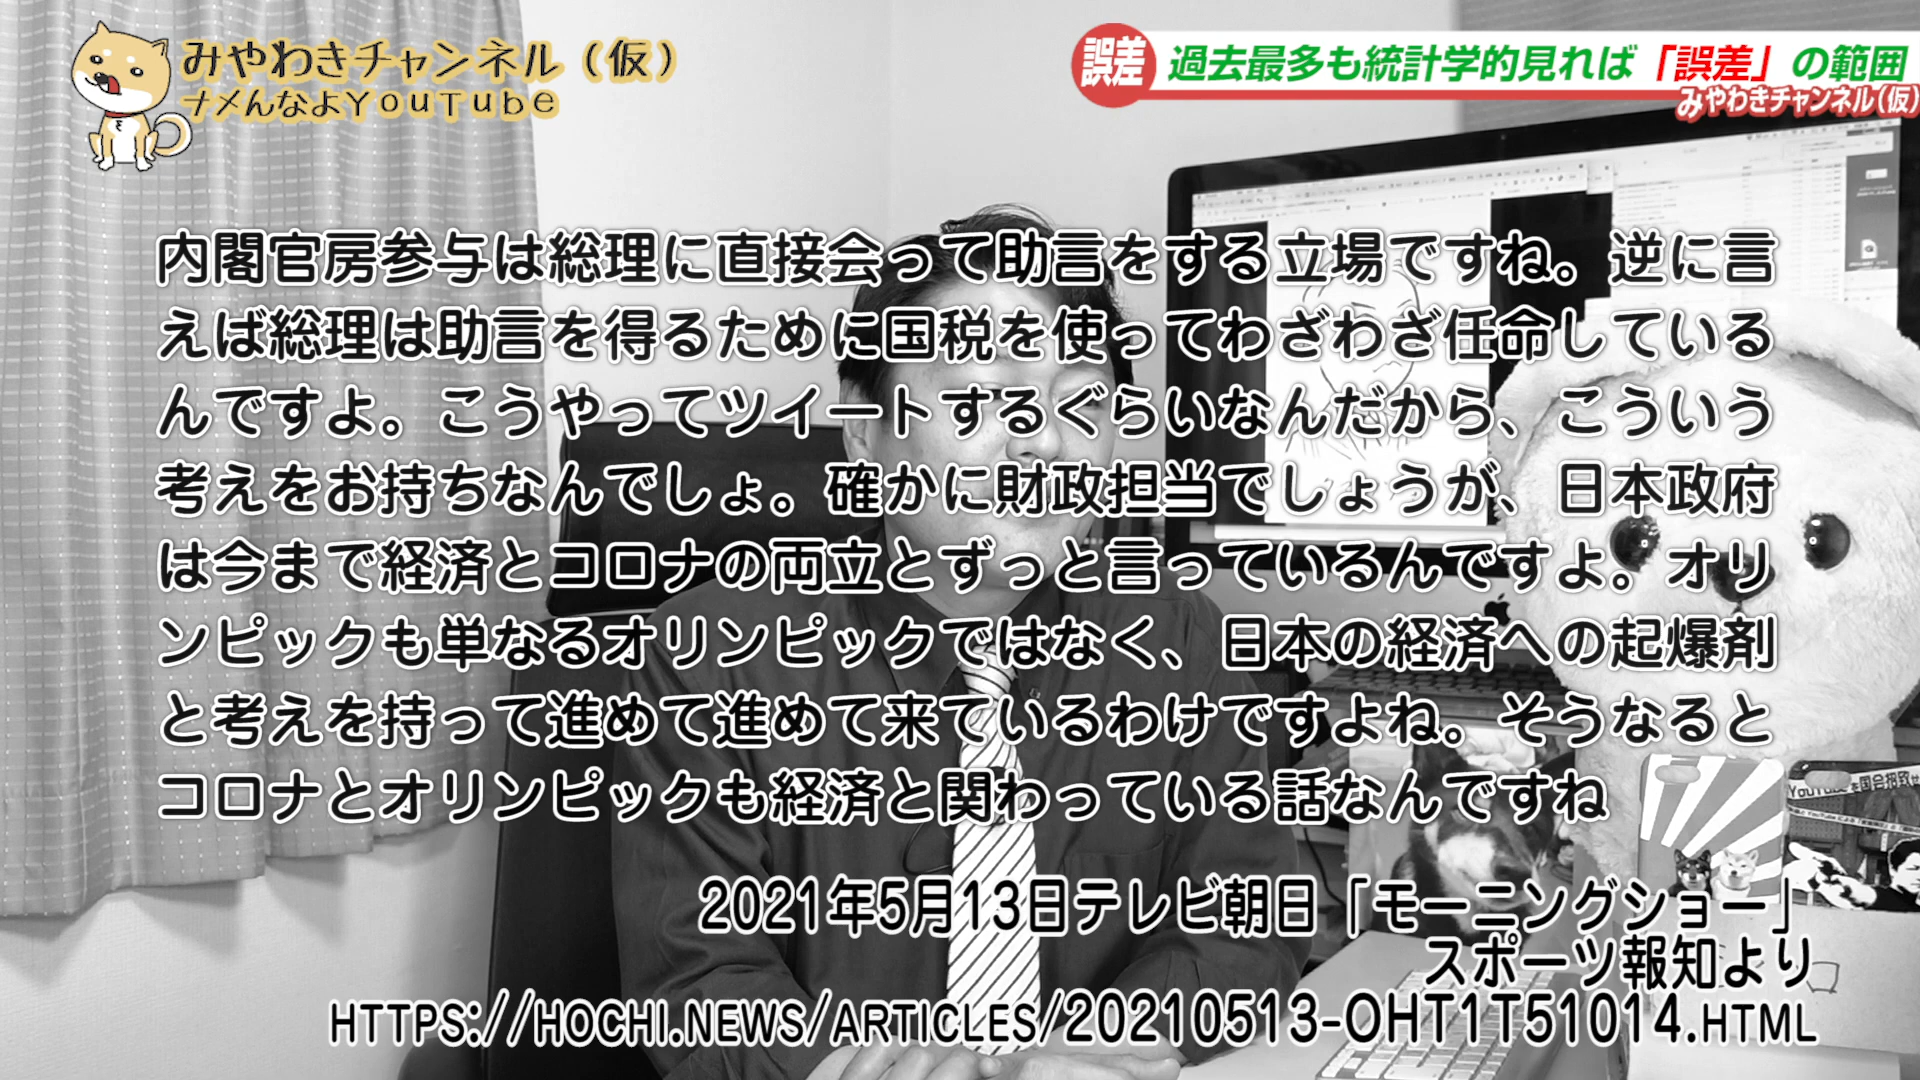 みやわきチャンネル（仮）
ナメんなよYouTube
誤差
過去最多も統計学的見れば「誤差」の範囲
みやわきチャンネル(仮)
内閣官房参与は総理に直接会って助言をする立場ですね。逆に言
えば総理は助言を得るために国税を使ってわざわざ任命している
んですよ。こうやってツイートするぐらいなんだから、こういう
考えをお持ちなんでしょ。確かに財政担当でしょうが、日本政府
は今まで経済とコロナの両立とずっと言っているんですよ。オリ
ンピックも単なるオリンピックではなく、日本の経済への起爆剤
と考えを持って進めて進めて来ているわけですよね。そうなると
コロナとオリンピックも経済と関わっている話なんですね
2021年5月13日テレビ朝日「モーニングショー」
スポーツ報知より
HTTPS://HOCHI.NEWS/ARTICLES/20210513-OHT1T51014.HTML